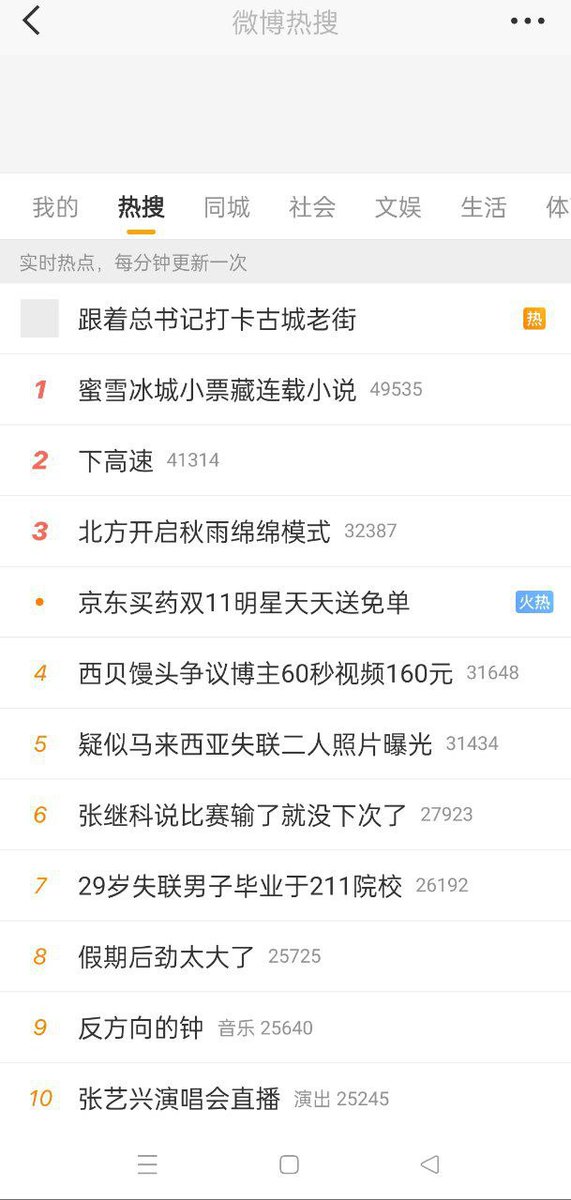 微博热搜
我的 热搜 同城 社会 文娱 生活 体
实时热点，每分钟更新一次
跟着总书记打卡古城老街 热
1 蜜雪冰城小票藏连载小说 49535
2 下高速 41314
3 北方开启秋雨绵绵模式 32387
京东买药双11明星天天送免单 火热
4 西贝馒头争议博主60秒视频160元 31648
5 疑似马来西亚失联二人照片曝光 31434
6 张继科说比赛输了就没下次了 27923
7 29岁失联男子毕业于211院校 26192
8 假期后劲太大了 25725
9 反方向的钟 音乐 25640
10 张艺兴演唱会直播 演出 25245